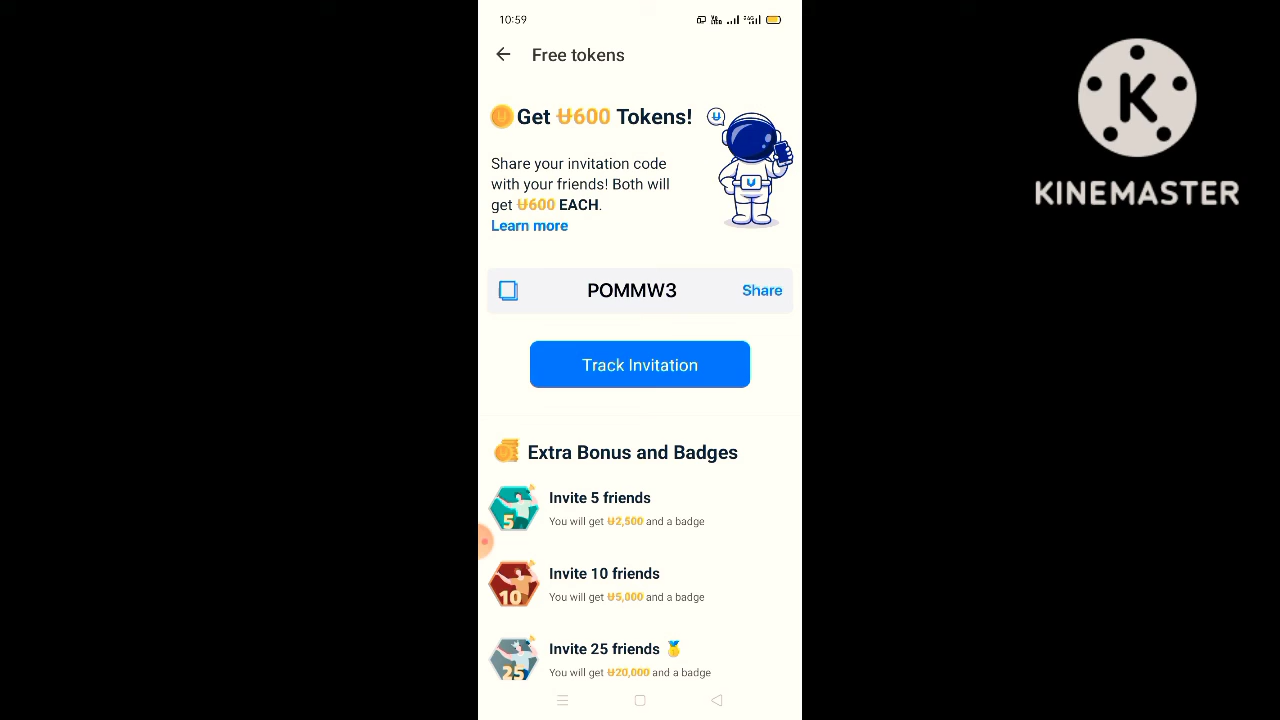 10:59
Free tokens
Get Ʉ600 Tokens!
Share your invitation code
with your friends! Both will
get Ʉ600 EACH.
Learn more
POMMW3
Share
Track Invitation
Extra Bonus and Badges
5
Invite 5 friends
You will get Ʉ2,500 and a badge
10
Invite 10 friends
You will get Ʉ5,000 and a badge
25
Invite 25 friends 🥇
You will get Ʉ20,000 and a badge
K
KINEMASTER